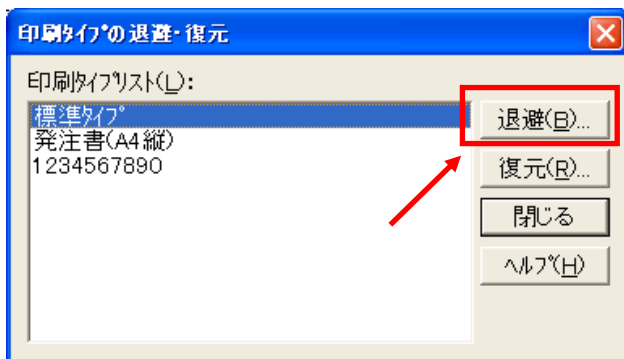 印刷ﾀｲﾌﾟの退避･復元
印刷ﾀｲﾌﾟﾘｽﾄ(L):
標準ﾀｲﾌﾟ
発注書(A4縦)
1234567890
退避(B)...
復元(R)...
閉じる
ﾍﾙﾌﾟ(H)